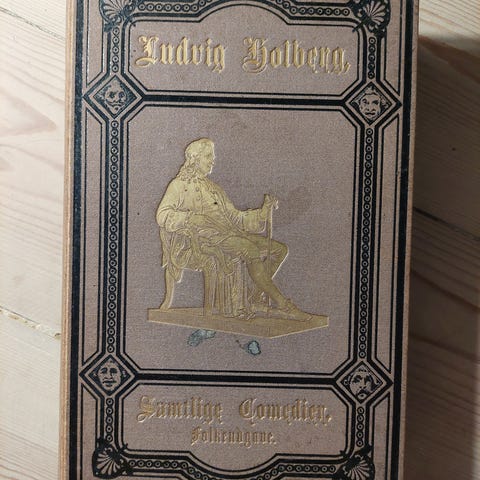 Ludvig Holberg,
Samtlige Comedier.
Folkeudgave.